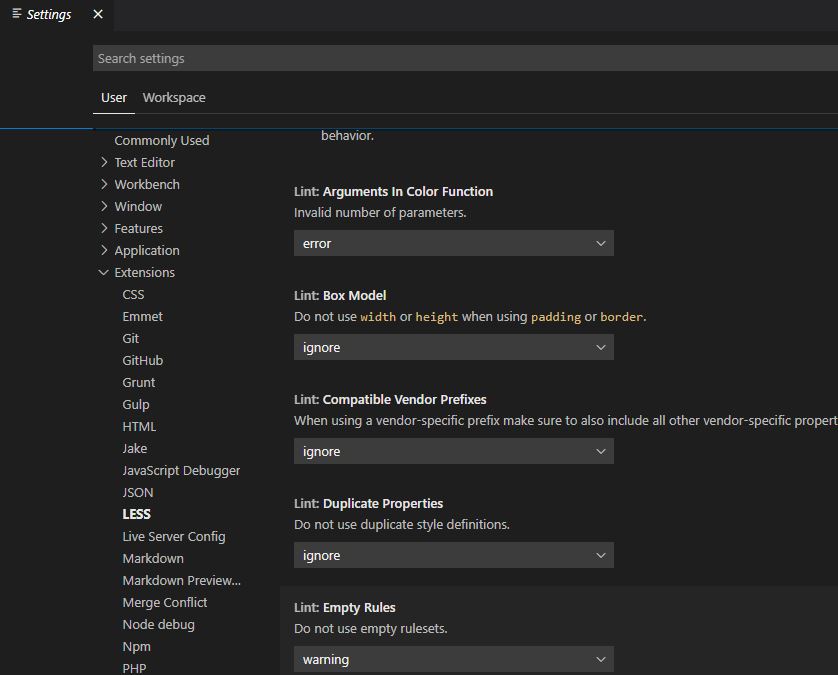 Settings
Search settings
User Workspace
Commonly Used
Text Editor
Workbench
Window
Features
Application
Extensions
CSS
Emmet
Git
GitHub
Grunt
Gulp
HTML
Jake
JavaScript Debugger
JSON
LESS
Live Server Config
Markdown
Markdown Preview...
Merge Conflict
Node debug
Npm
PHP
behavior.
Lint: Arguments In Color Function
Invalid number of parameters.
error
Lint: Box Model
Do not use width or height when using padding or border.
ignore
Lint: Compatible Vendor Prefixes
When using a vendor-specific prefix make sure to also include all other vendor-specific propert
ignore
Lint: Duplicate Properties
Do not use duplicate style definitions.
ignore
Lint: Empty Rules
Do not use empty rulesets.
warning